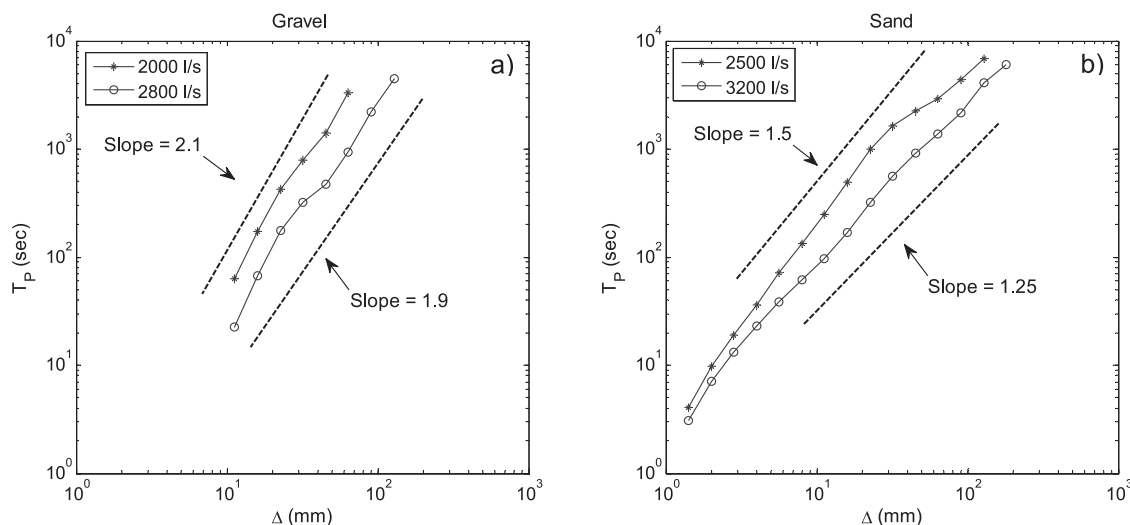 Gravel
10^4
2000 l/s
2800 l/s
a)
10^3
Slope = 2.1
T_P (sec)
10^2
Slope = 1.9
10^1
10^0
10^0 10^1 10^2 10^3
Δ (mm)
Sand
10^4
2500 l/s
3200 l/s
b)
10^3
Slope = 1.5
T_P (sec)
10^2
Slope = 1.25
10^1
10^0
10^0 10^1 10^2 10^3
Δ (mm)